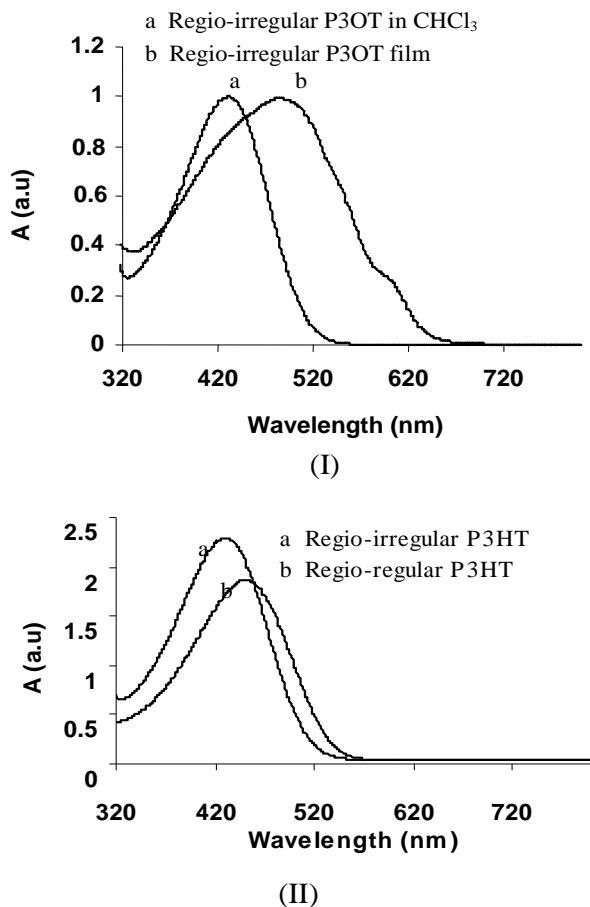 a Regio-irregular P3OT in CHCl₃
b Regio-irregular P3OT film
1.2
1
0.8
0.6
0.4
0.2
0
A (a.u)
a
b
320 420 520 620 720
Wavelength (nm)
(I)
a Regio-irregular P3HT
b Regio-regular P3HT
2.5
2
1.5
1
0.5
0
A (a.u)
a
b
320 420 520 620 720
Wavelength (nm)
(II)